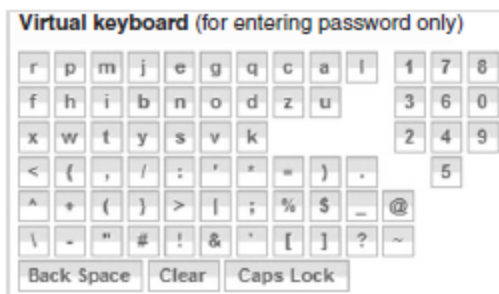 Virtual keyboard (for entering password only)
r p m j e g q c a l 1 7 8
f h i b n o d z u 3 6 0
x w t y s v k 2 4 9
< { , / : ' * = ) . 5
^ + ( } > | ; % $ _ @
\ - " # ! & ` [ ] ? ~
Back Space Clear Caps Lock